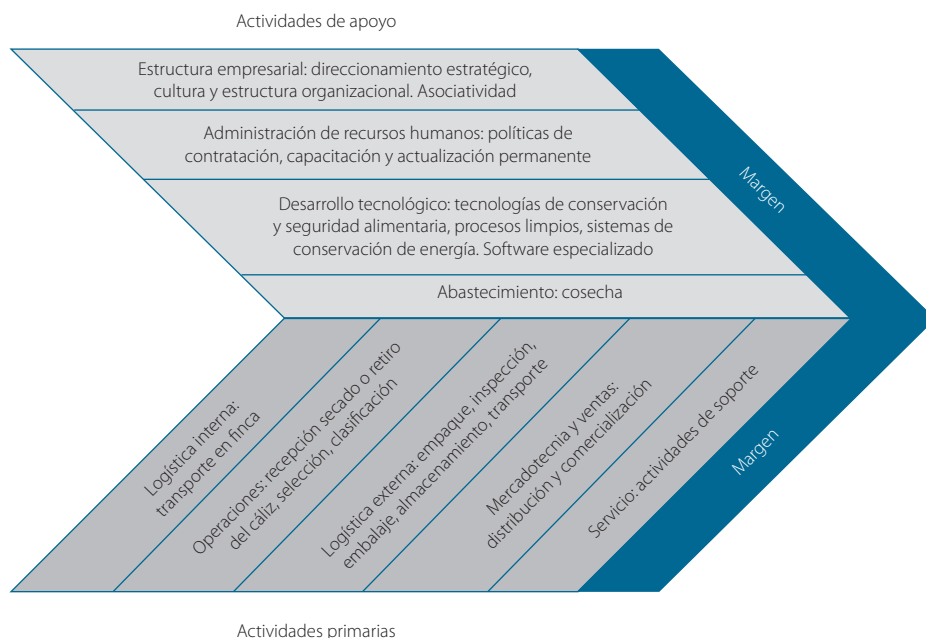 Actividades de apoyo
Estructura empresarial: direccionamiento estratégico,
cultura y estructura organizacional. Asociatividad
Administración de recursos humanos: políticas de
contratación, capacitación y actualización permanente
Desarrollo tecnológico: tecnologías de conservación
y seguridad alimentaria, procesos limpios, sistemas de
conservación de energía. Software especializado
Abastecimiento: cosecha
Margen
Logística interna:
transporte en finca
Operaciones: recepción secado o retiro
del cáliz, selección, clasificación
Logística externa: empaque, inspección,
embalaje, almacenamiento, transporte
Mercadotecnia y ventas:
distribución y comercialización
Servicio: actividades de soporte
Margen
Actividades primarias